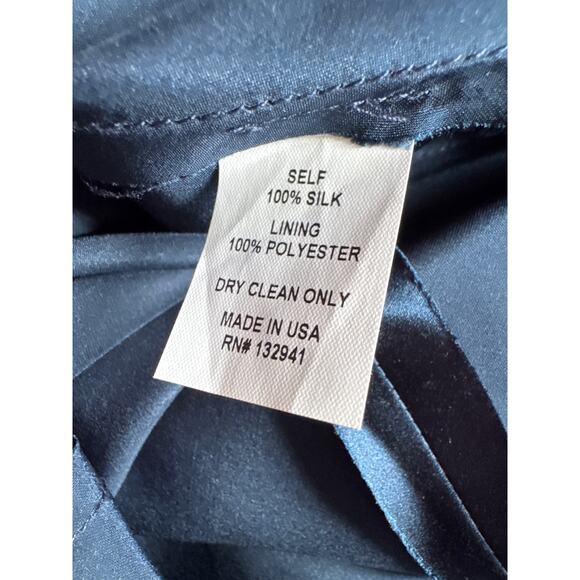 SELF
100% SILK
LINING
100% POLYESTER
DRY CLEAN ONLY
MADE IN USA
RN# 132941